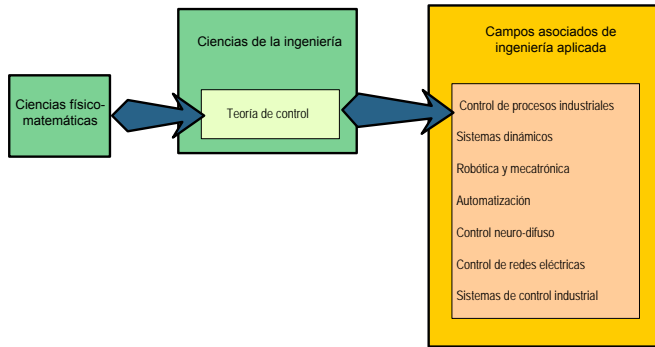 Ciencias físico-
matemáticas
Ciencias de la ingeniería
Teoría de control
Campos asociados de
ingeniería aplicada
Control de procesos industriales
Sistemas dinámicos
Robótica y mecatrónica
Automatización
Control neuro-difuso
Control de redes eléctricas
Sistemas de control industrial